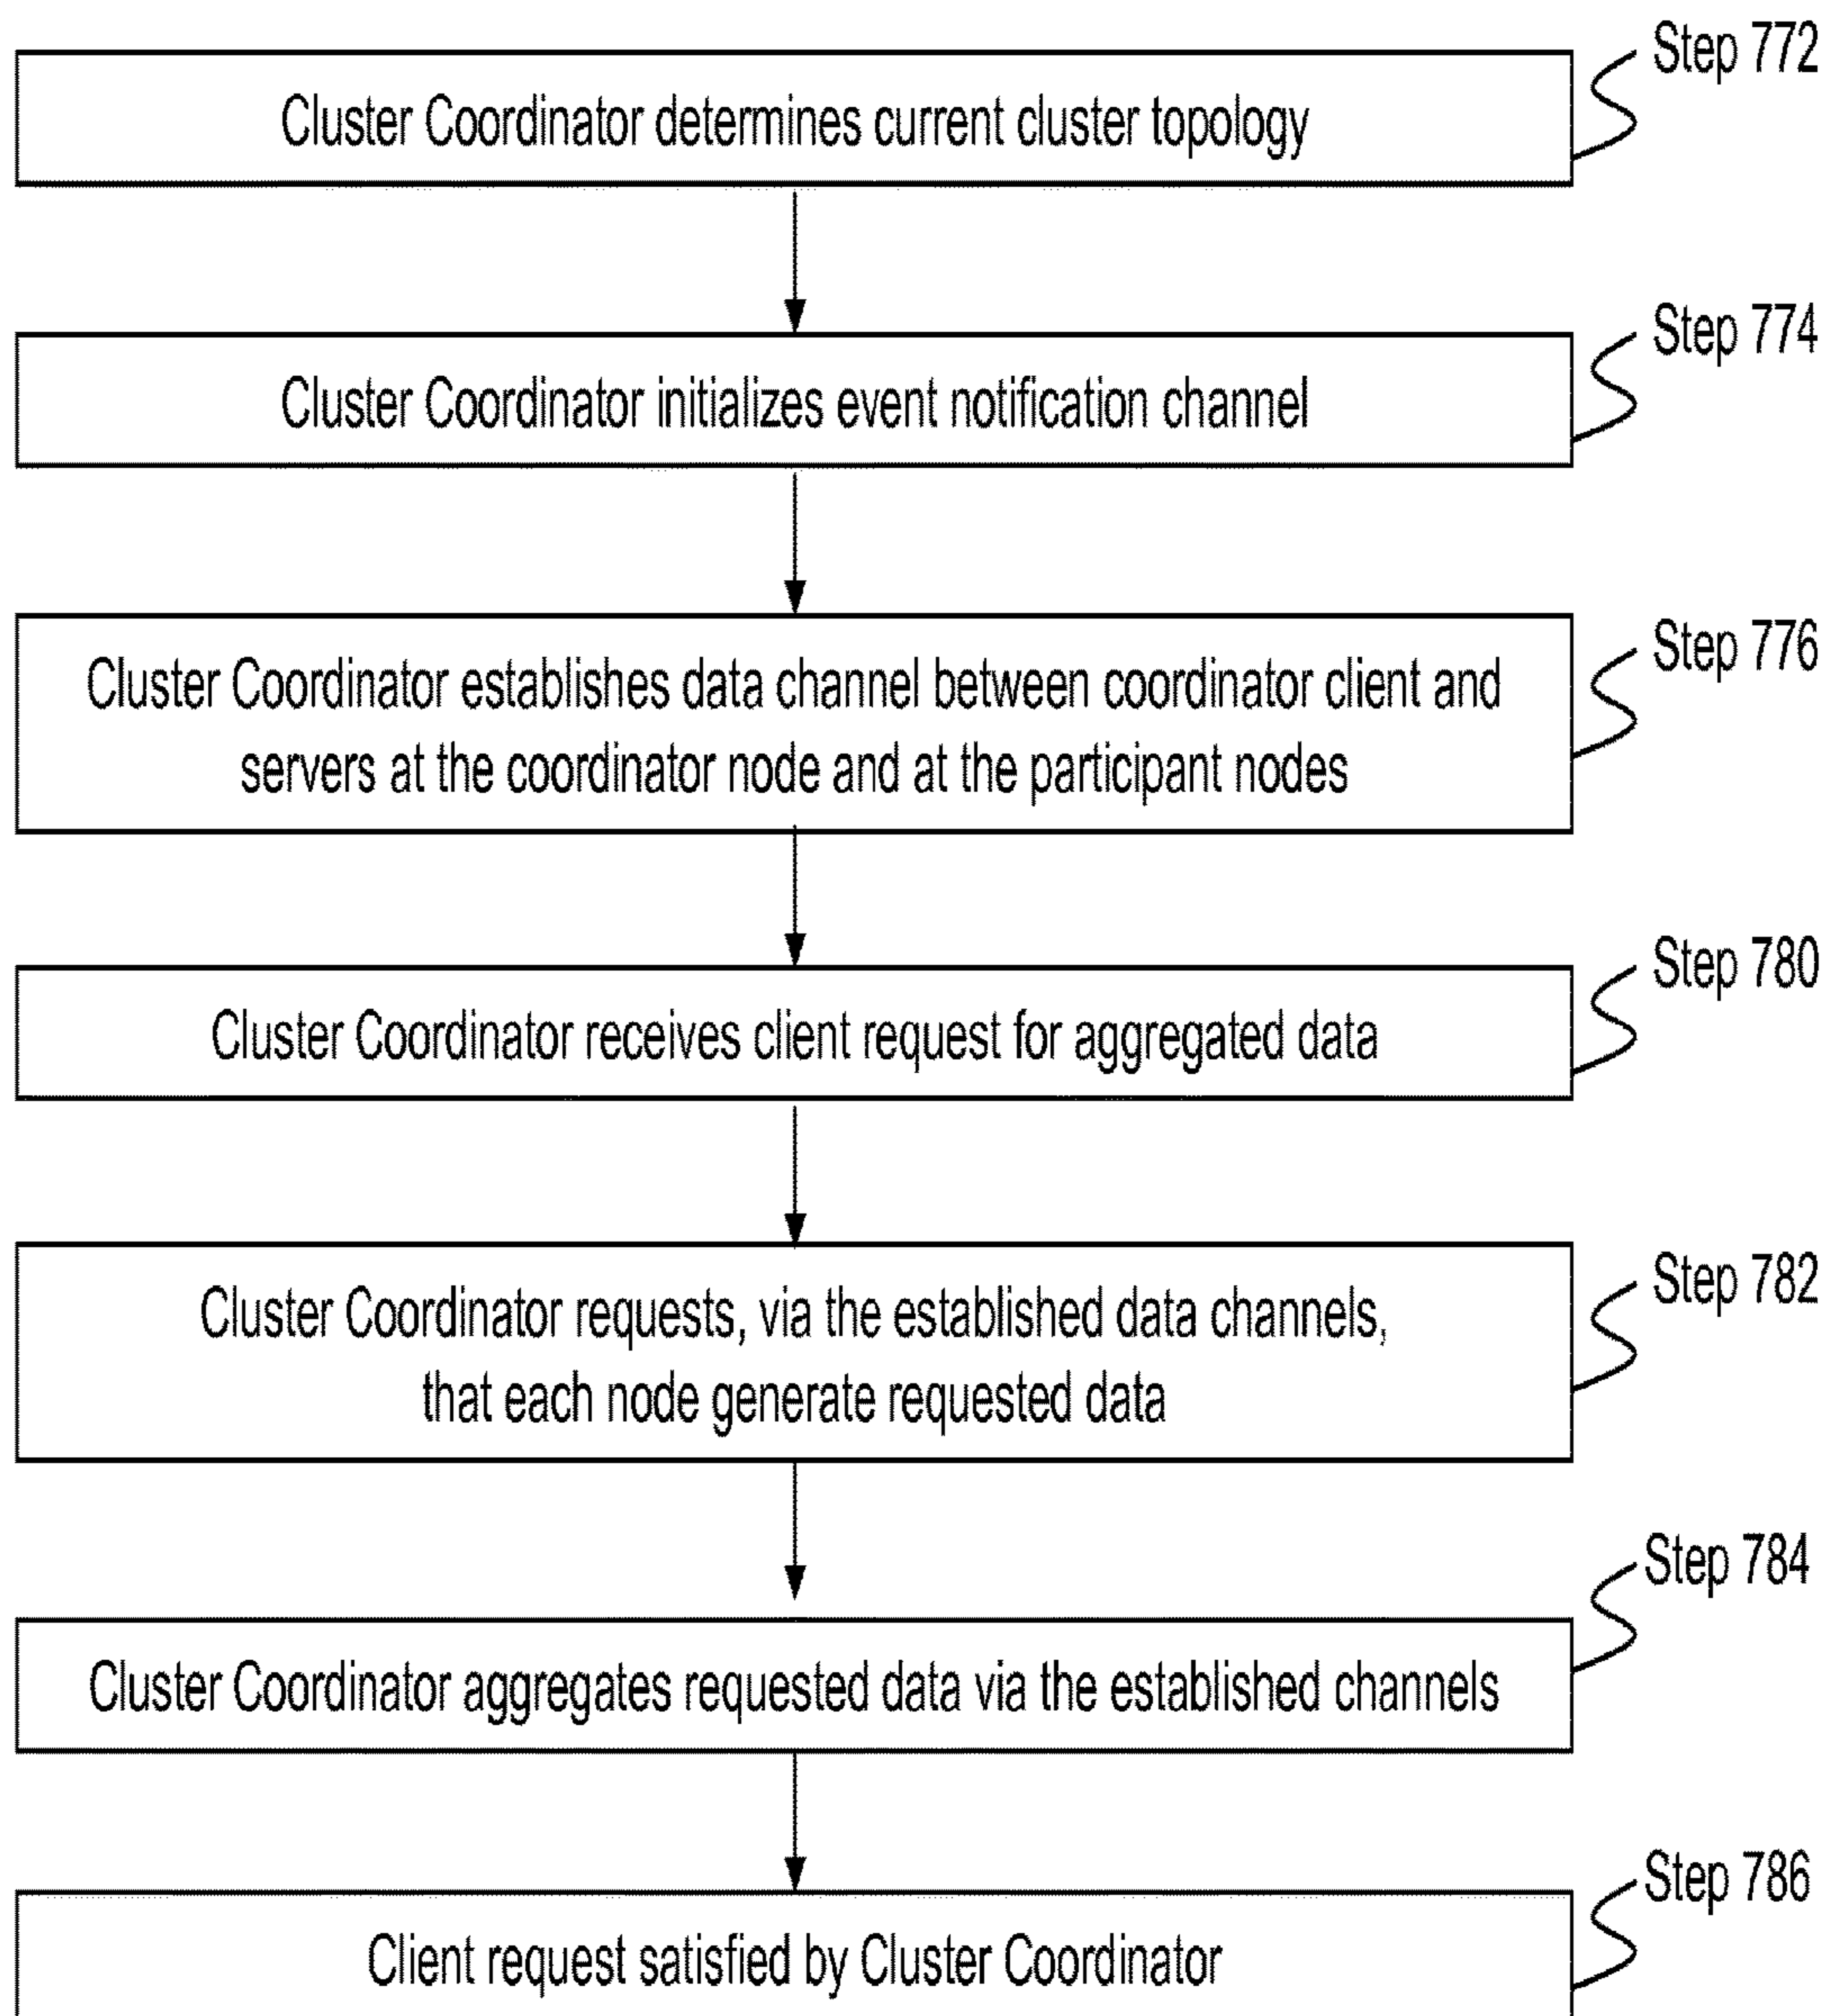 Step 772
Cluster Coordinator determines current cluster topology
Step 774
Cluster Coordinator initializes event notification channel
Step 776
Cluster Coordinator establishes data channel between coordinator client and
servers at the coordinator node and at the participant nodes
Step 780
Cluster Coordinator receives client request for aggregated data
Step 782
Cluster Coordinator requests, via the established data channels,
that each node generate requested data
Step 784
Cluster Coordinator aggregates requested data via the established channels
Step 786
Client request satisfied by Cluster Coordinator